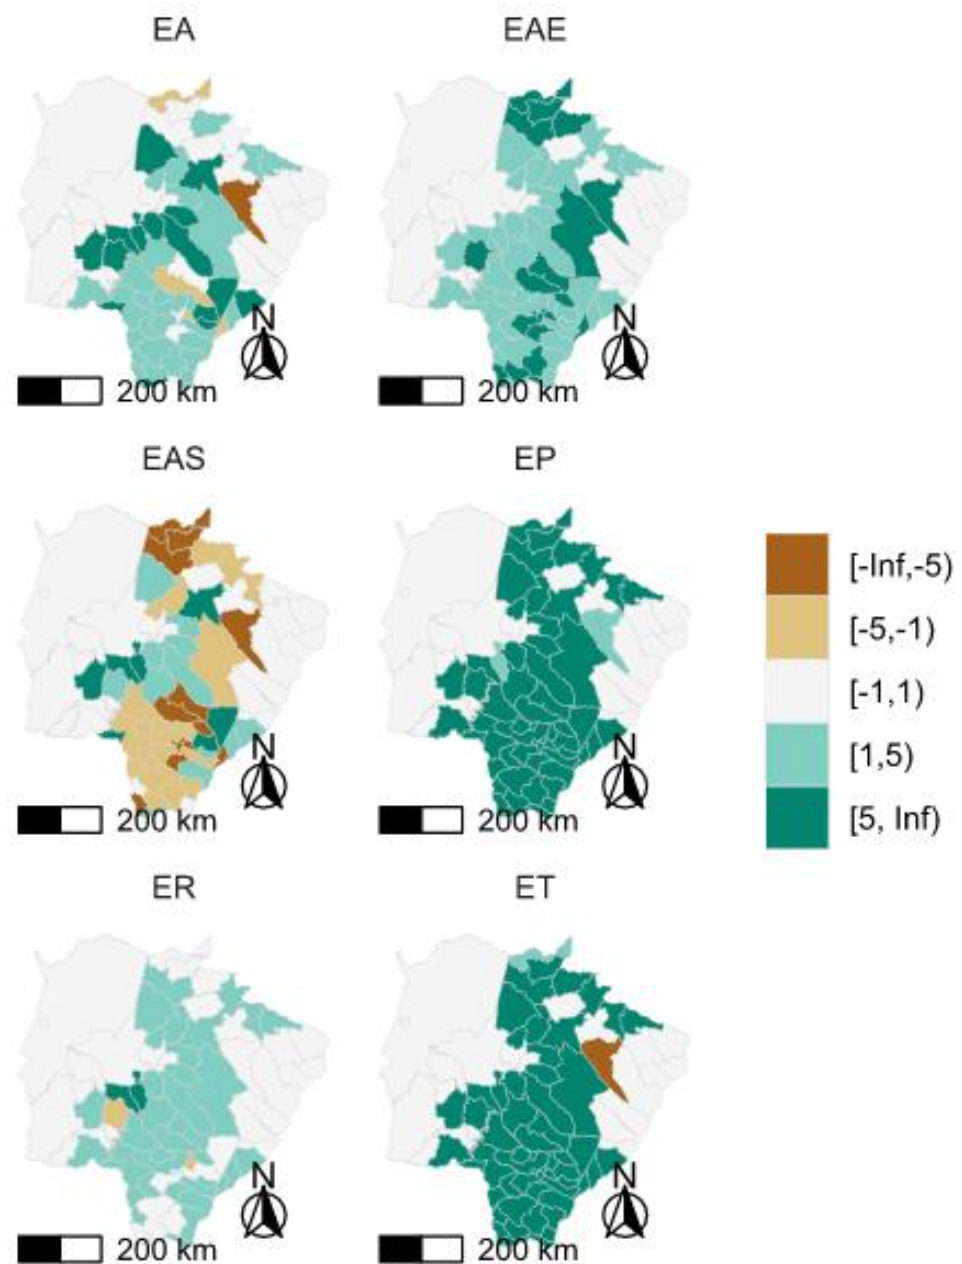 EA
EAE
N
N
200 km
200 km
EAS
EP
[-Inf,-5)
[-5,-1)
[-1,1)
[1,5)
[5, Inf)
N
N
200 km
200 km
ER
ET
N
N
200 km
200 km